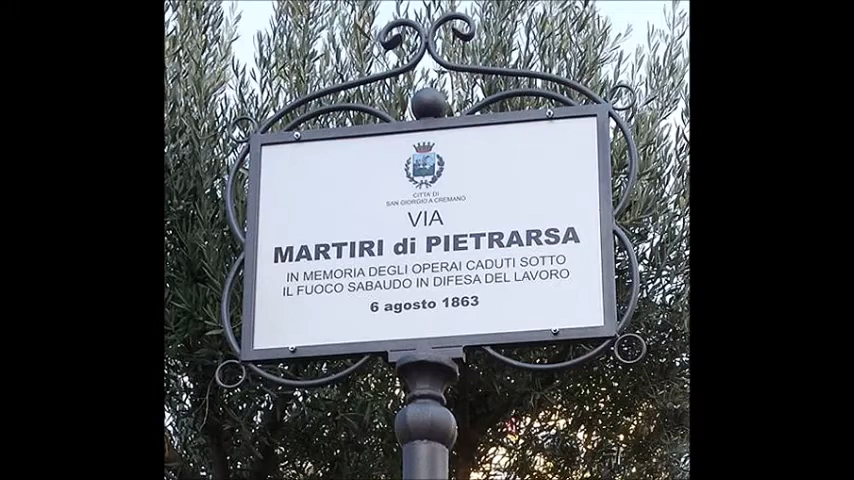 CITTA' DI
SAN GIORGIO A CREMANO
VIA
MARTIRI di PIETRARSA
IN MEMORIA DEGLI OPERAI CADUTI SOTTO
IL FUOCO SABAUDO IN DIFESA DEL LAVORO
6 agosto 1863